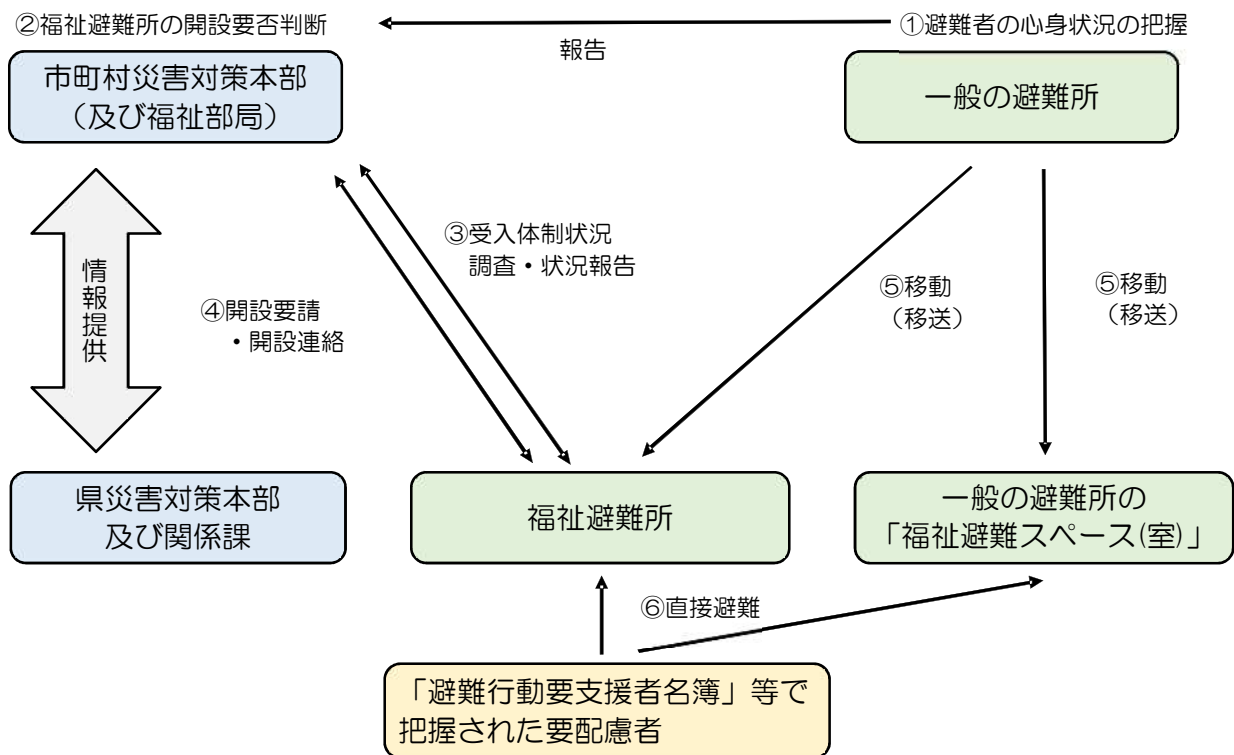 ②福祉避難所の開設要否判断
①避難者の心身状況の把握
報告
市町村災害対策本部
（及び福祉部局）
一般の避難所
③受入体制状況
調査・状況報告
⑤移動
（移送）
⑤移動
（移送）
情報提供
④開設要請
・開設連絡
県災害対策本部
及び関係課
福祉避難所
一般の避難所の
「福祉避難スペース(室)」
⑥直接避難
「避難行動要支援者名簿」等で
把握された要配慮者